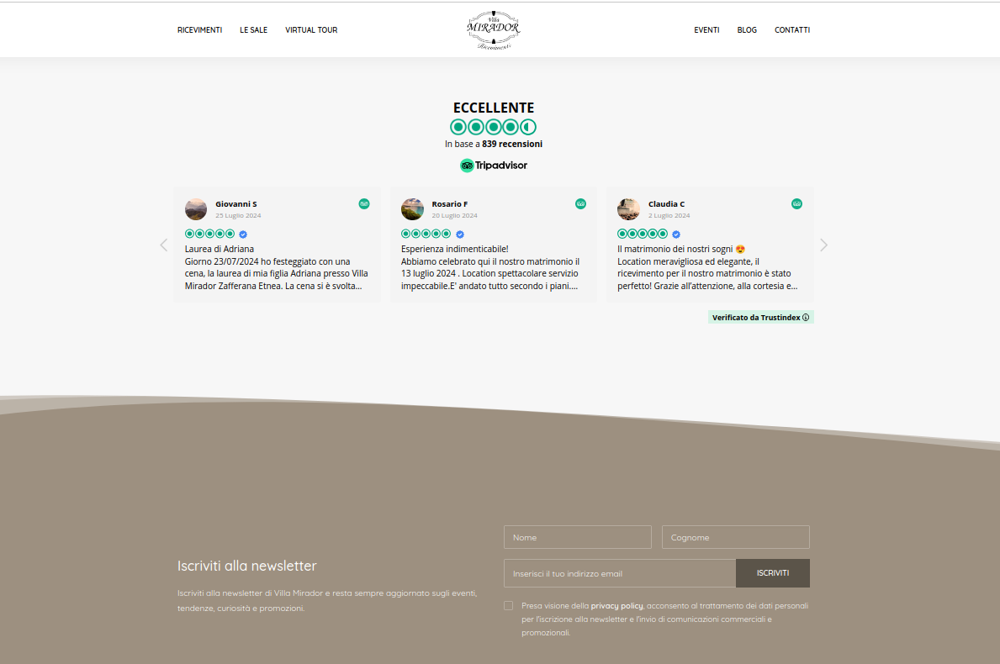 RICEVIMENTI LE SALE VIRTUAL TOUR
Villa
MIRADOR
Ricevimenti
EVENTI BLOG CONTATTI
ECCELLENTE
In base a 839 recensioni
Tripadvisor
Giovanni S
25 Luglio 2024
Laurea di Adriana
Giorno 23/07/2024 ho festeggiato con una
cena, la laurea di mia figlia Adriana presso Villa
Mirador Zafferana Etnea. La cena si è svolta...
Rosario F
20 Luglio 2024
Esperienza indimenticabile!
Abbiamo celebrato qui il nostro matrimonio il
13 luglio 2024 . Location spettacolare servizio
impeccabile.E' andato tutto secondo i piani....
Claudia C
2 Luglio 2024
Il matrimonio dei nostri sogni 😍
Location meravigliosa ed elegante, il
ricevimento per il nostro matrimonio è stato
perfetto! Grazie all'attenzione, alla cortesia e...
Verificato da Trustindex
Iscriviti alla newsletter
Iscriviti alla newsletter di Villa Mirador e resta sempre aggiornato sugli eventi,
tendenze, curiosità e promozioni.
Nome
Cognome
Inserisci il tuo indirizzo email
ISCRIVITI
Presa visione della privacy policy, acconsento al trattamento dei dati personali
per l'iscrizione alla newsletter e l'invio di comunicazioni commerciali e
promozionali.